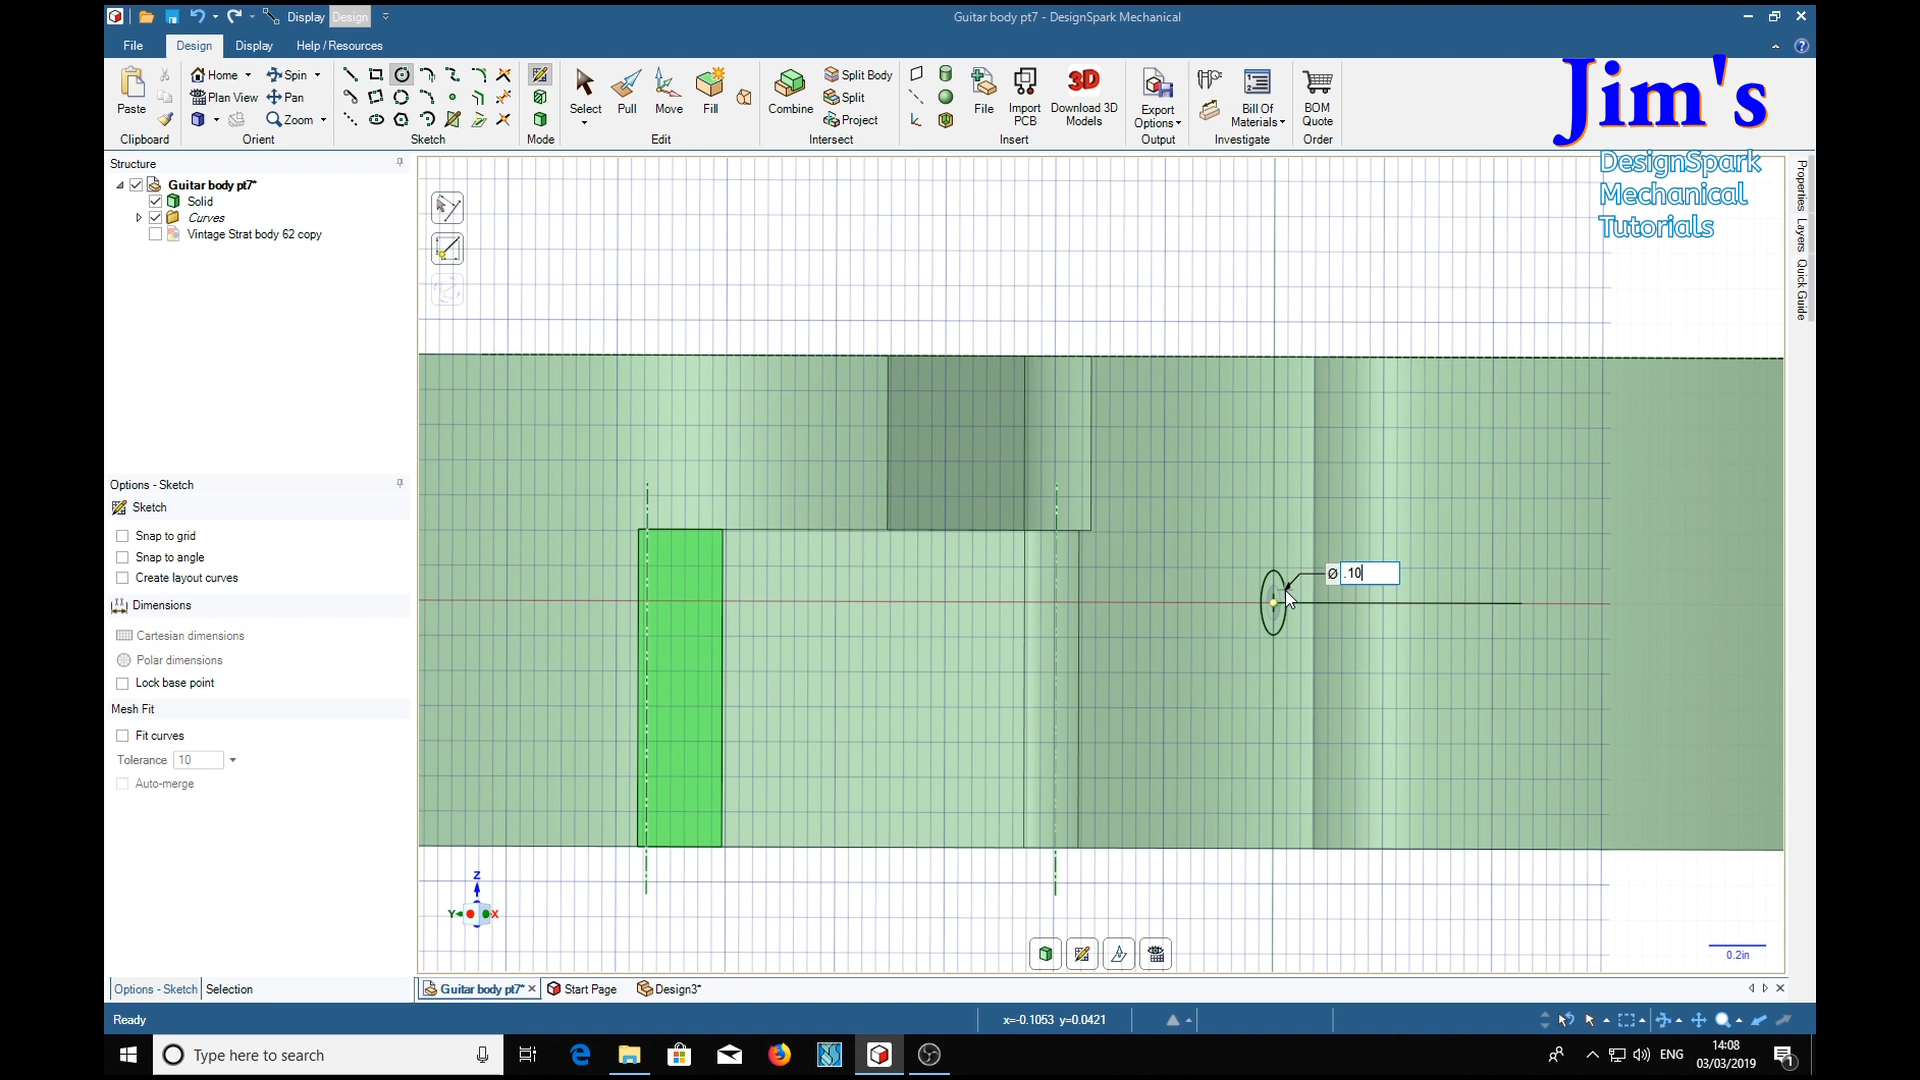 Display Design
Guitar body pt7 - DesignSpark Mechanical
File Design Display Help / Resources
Jim's
DesignSpark
Mechanical
Tutorials
Paste
Home
Spin
Plan View
Pan
Zoom
Select
Pull
Move
Fill
Combine
Split Body
Split
Project
File
Import
PCB
Download 3D
Models
Export
Options
Bill Of
Materials
BOM
Quote
Clipboard Orient Sketch Mode Edit Intersect Insert Output Investigate Order
Structure
Guitar body pt7*
Solid
Curves
Vintage Strat body 62 copy
Properties
Layers
Quick Guide
Options - Sketch
Sketch
Snap to grid
Snap to angle
Create layout curves
Dimensions
Cartesian dimensions
Polar dimensions
Lock base point
Mesh Fit
Fit curves
Tolerance 10
Auto-merge
Ø .10
Z
Y
X
0.2in
Options - Sketch Selection
Guitar body pt7* Start Page Design3*
Ready
x=-0.1053 y=0.0421
Type here to search
ENG
14:08
03/03/2019
1